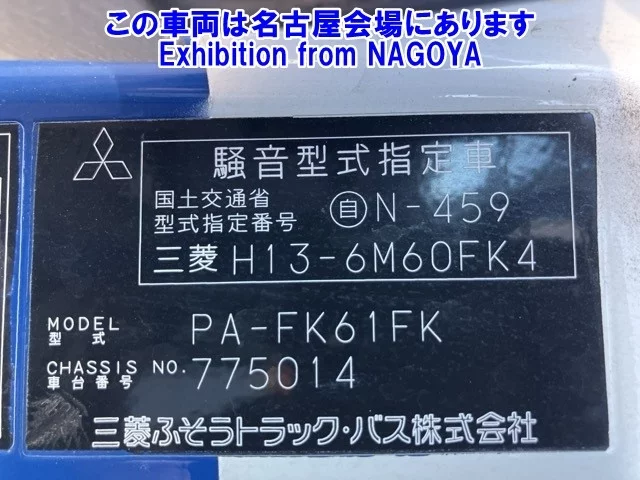 この車両は名古屋会場にあります
Exhibition from NAGOYA
騒音型式指定車
国土交通省
型式指定番号 自N-459
三菱 H13-6M60FK4
MODEL
型式 PA-FK61FK
CHASSIS NO.
車台番号 775014
三菱ふそうトラック・バス株式会社